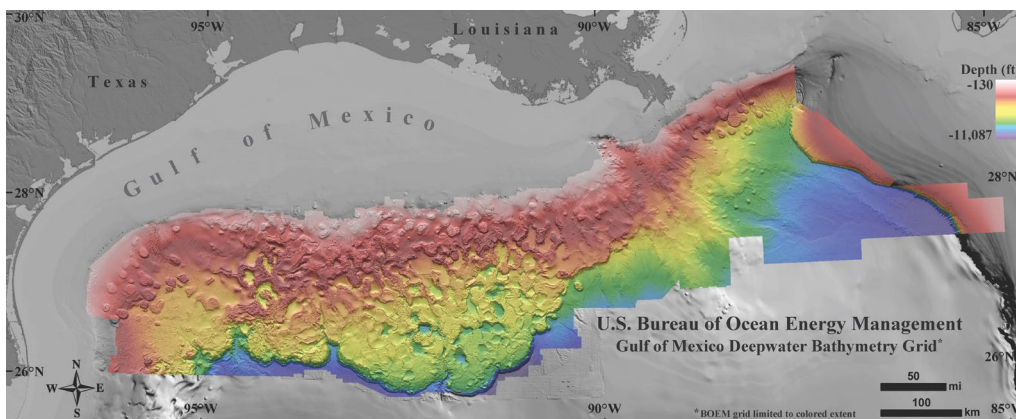 30°N
95°W
Louisiana
90°W
85°W
Texas
Depth (ft
-130
-11,087
Gulf of Mexico
28°N
28°N
U.S. Bureau of Ocean Energy Management
Gulf of Mexico Deepwater Bathymetry Grid*
26°N
26°N
N
W E
S
50
mi
100
km
95°W
90°W
*BOEM grid limited to colored extent
85°W